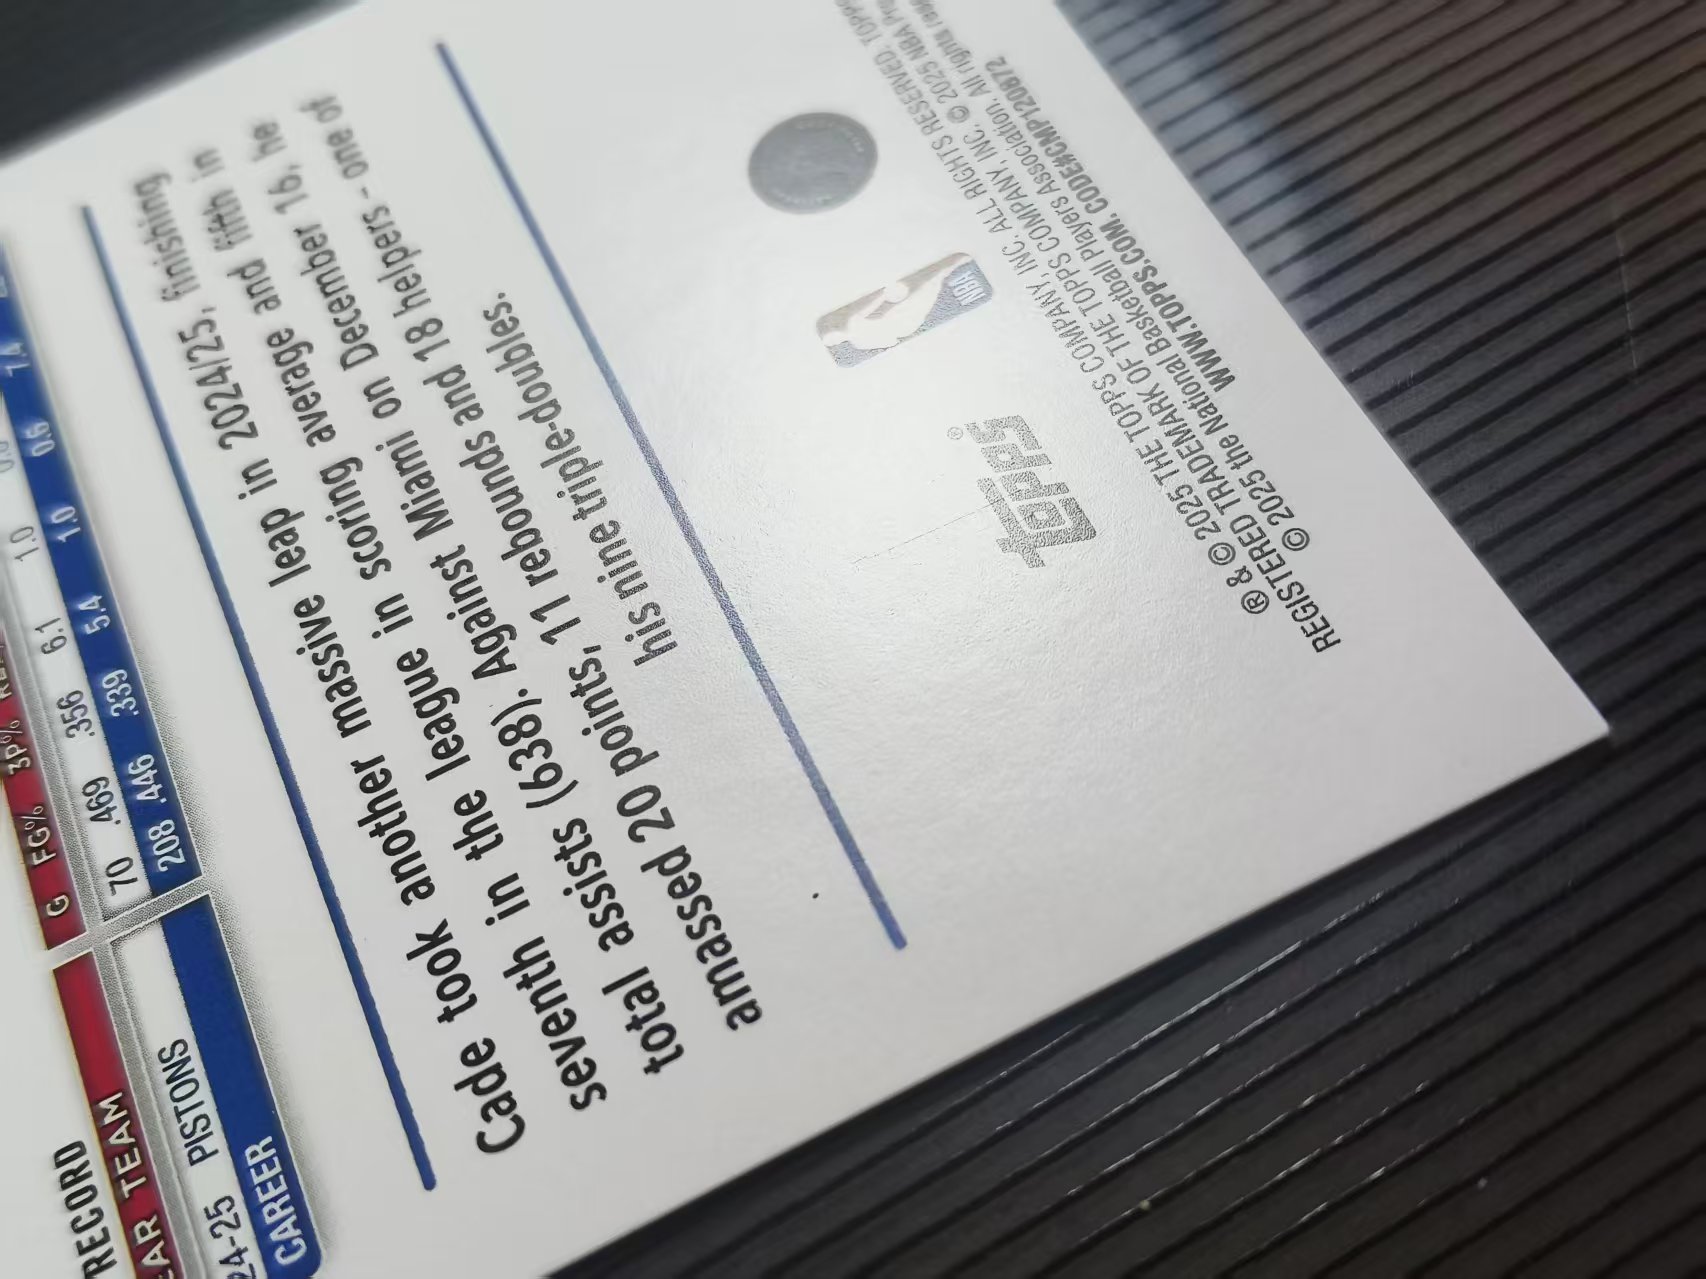 RECORD
EAR TEAM G FG% 3P%
24-25 PISTONS 70 .469 .356 6.1 1.0
CAREER 208 .446 .339 5.4 1.0 0.6 7.4
Cade took another massive leap in 2024/25, finishing
seventh in the league in scoring average and fifth in
total assists (638). Against Miami on December 16, he
amassed 20 points, 11 rebounds and 18 helpers – one of
his nine triple-doubles.
topps ®
NBA
® & © 2025 THE TOPPS COMPANY, INC. ALL RIGHTS RESERVED. TOPPS
REGISTERED TRADEMARK OF THE TOPPS COMPANY, INC. © 2025 NBA
© 2025 the National Basketball Players Association. All rights
WWW.TOPPS.COM. CODE#CMP120872